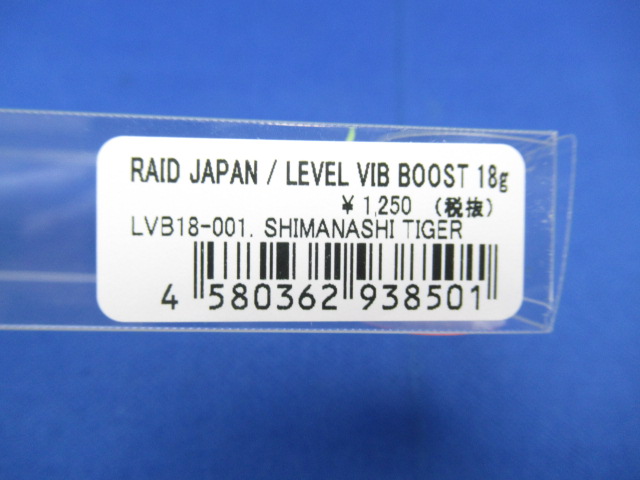 RAID JAPAN / LEVEL VIB BOOST 18g
¥ 1,250 (税抜)
LVB18-001. SHIMANASHI TIGER
4 580362 938501